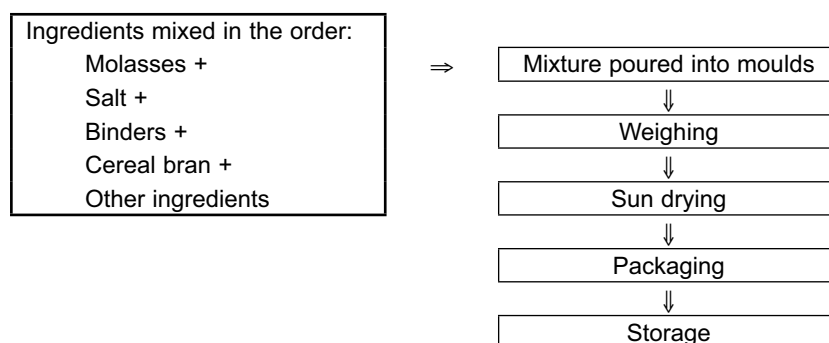 Ingredients mixed in the order:
Molasses +
Salt +
Binders +
Cereal bran +
Other ingredients
⇒
Mixture poured into moulds
⇓
Weighing
⇓
Sun drying
⇓
Packaging
⇓
Storage